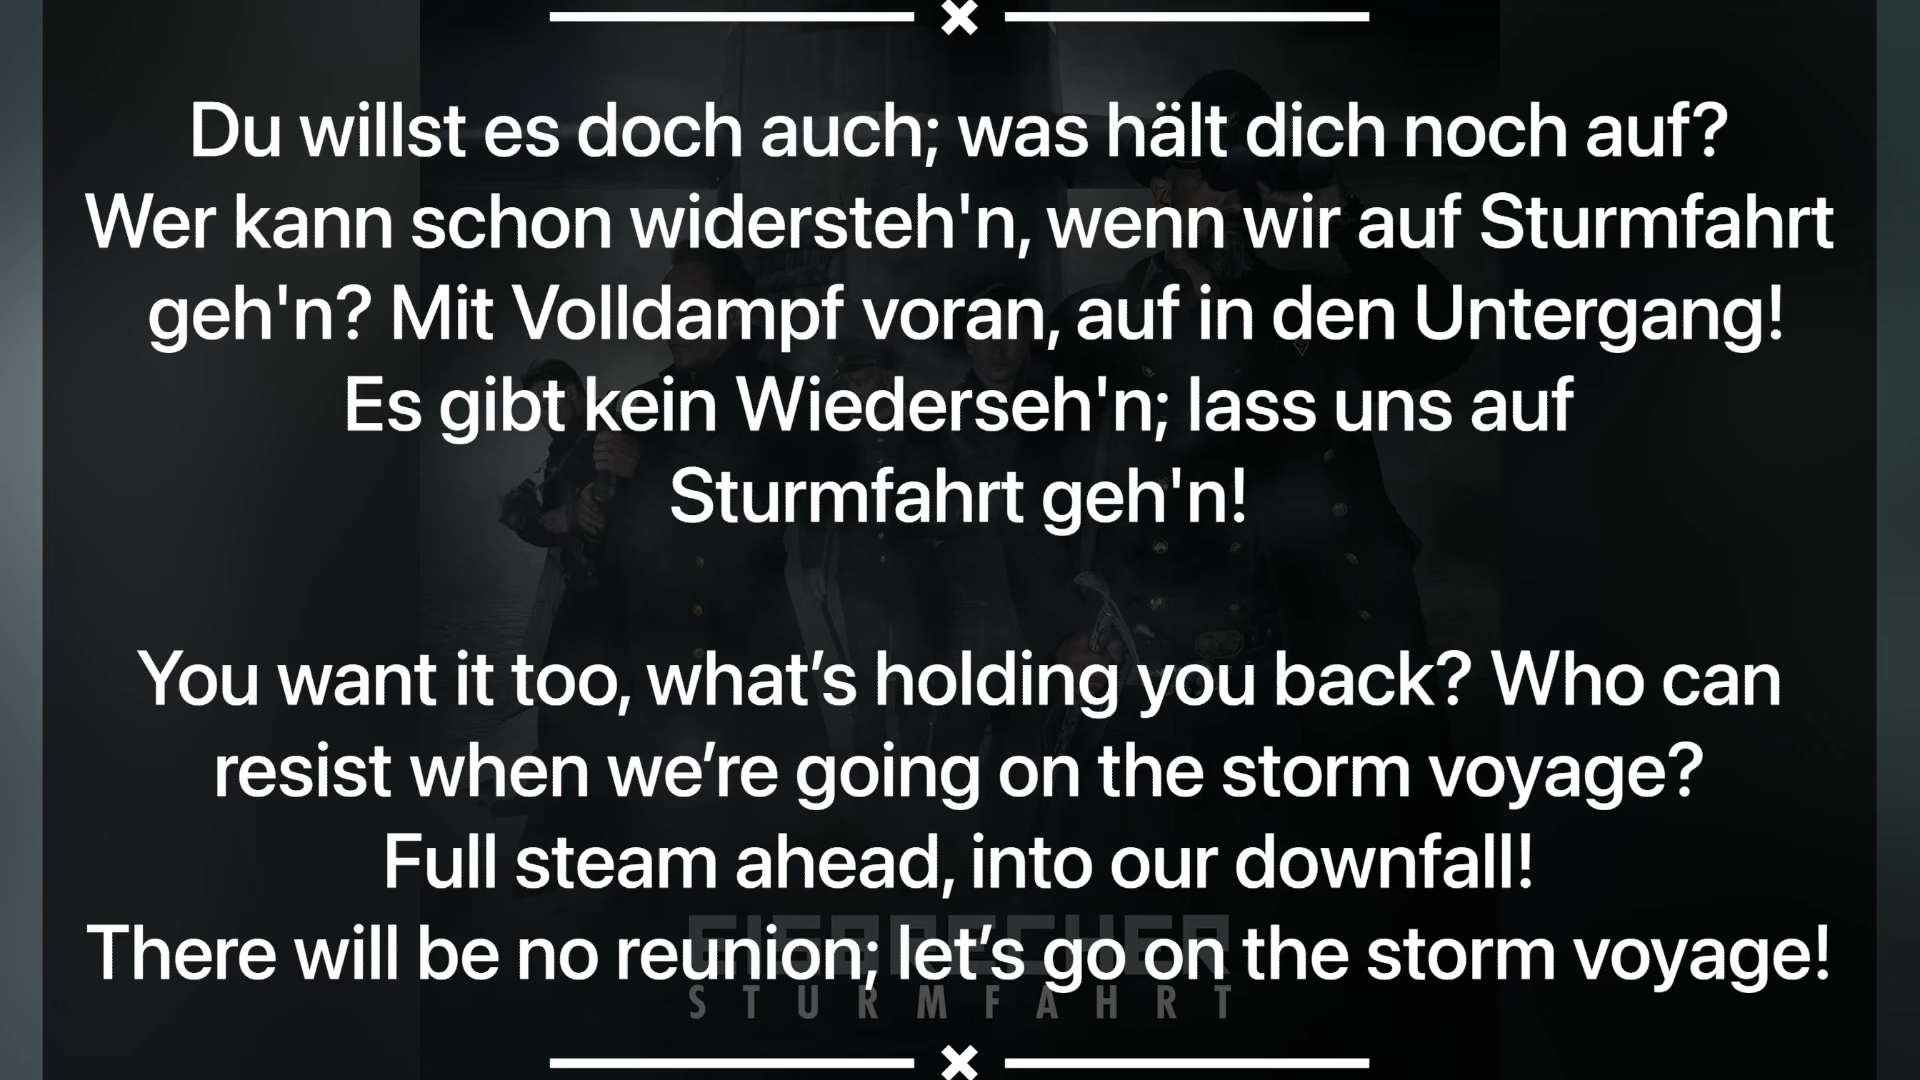 Du willst es doch auch; was hält dich noch auf?
Wer kann schon widersteh'n, wenn wir auf Sturmfahrt
geh'n? Mit Volldampf voran, auf in den Untergang!
Es gibt kein Wiederseh'n; lass uns auf
Sturmfahrt geh'n!
You want it too, what’s holding you back? Who can
resist when we’re going on the storm voyage?
Full steam ahead, into our downfall!
EISBRECHER
There will be no reunion; let’s go on the storm voyage!
STURMFAHRT